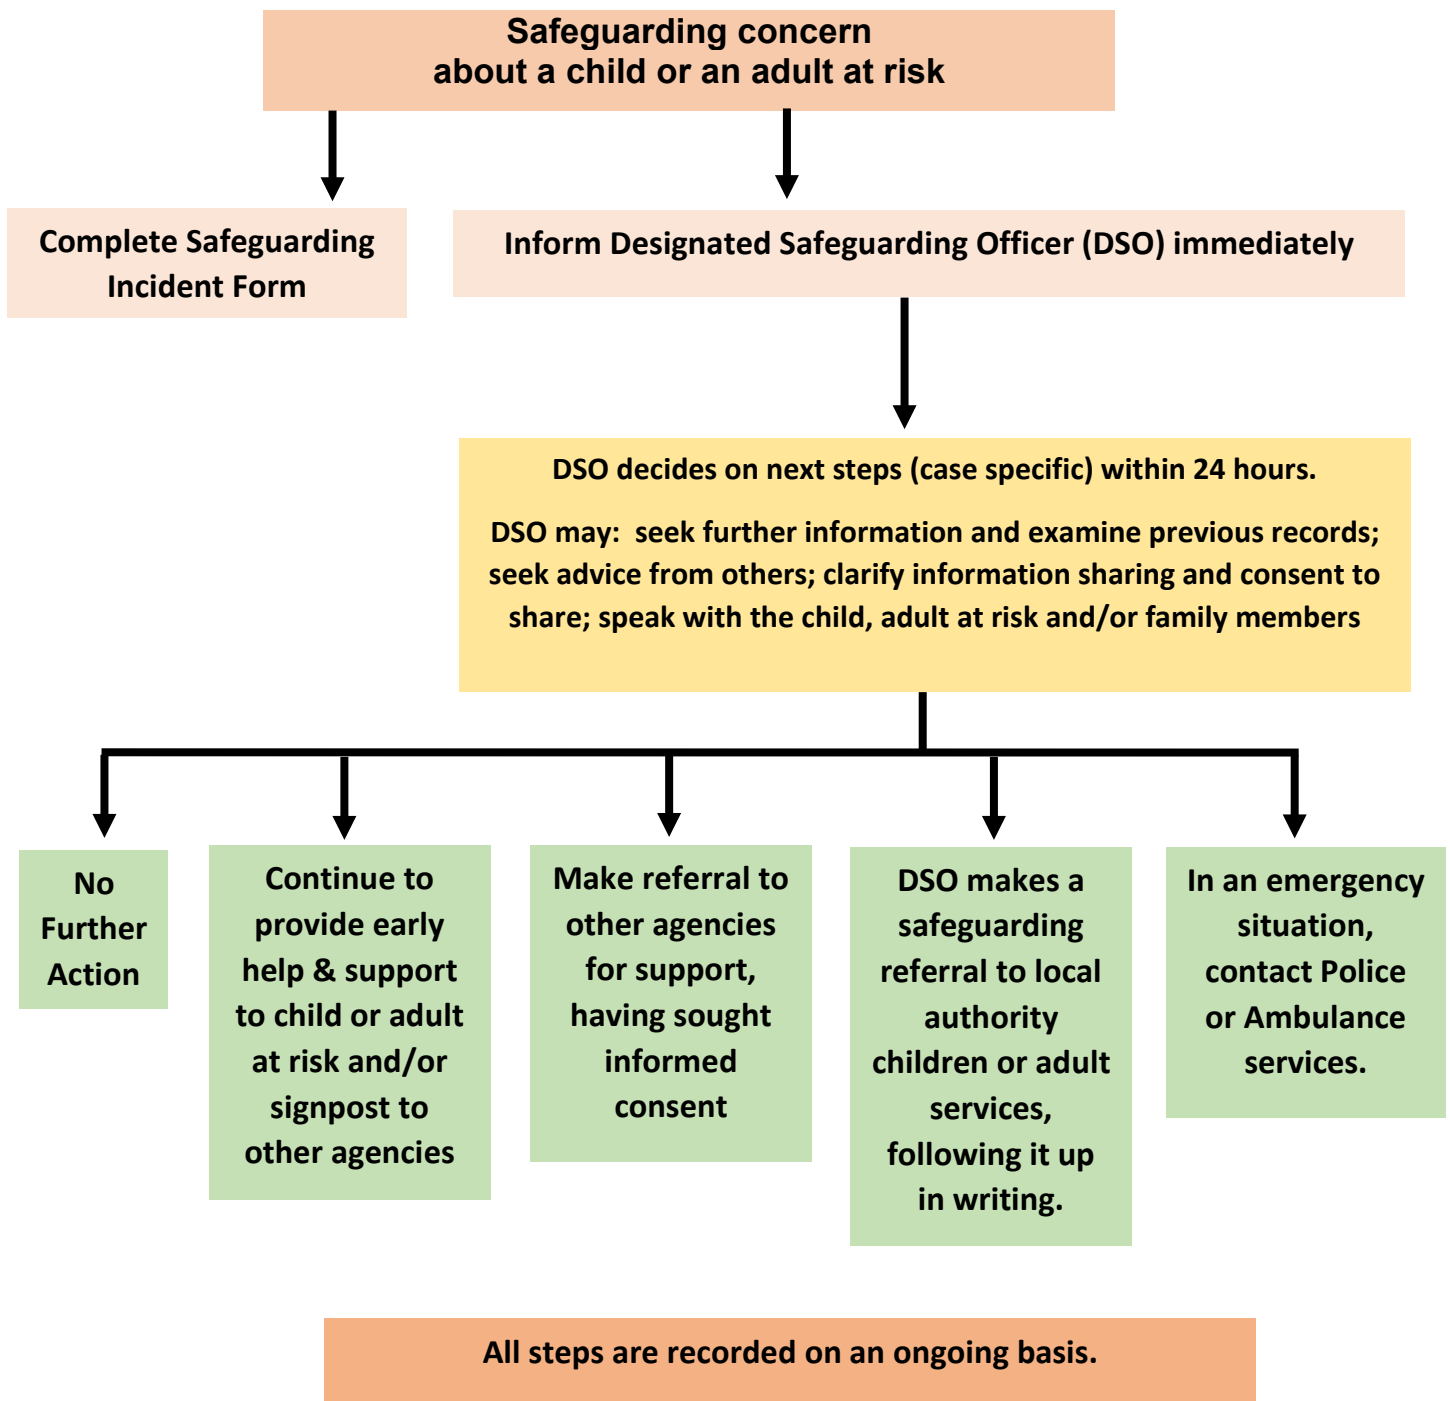 Safeguarding concern
about a child or an adult at risk
Complete Safeguarding
Incident Form
Inform Designated Safeguarding Officer (DSO) immediately
DSO decides on next steps (case specific) within 24 hours.
DSO may:  seek further information and examine previous records;
seek advice from others; clarify information sharing and consent to
share; speak with the child, adult at risk and/or family members
No
Further
Action
Continue to
provide early
help & support
to child or adult
at risk and/or
signpost to
other agencies
Make referral to
other agencies
for support,
having sought
informed
consent
DSO makes a
safeguarding
referral to local
authority
children or adult
services,
following it up
in writing.
In an emergency
situation,
contact Police
or Ambulance
services.
All steps are recorded on an ongoing basis.